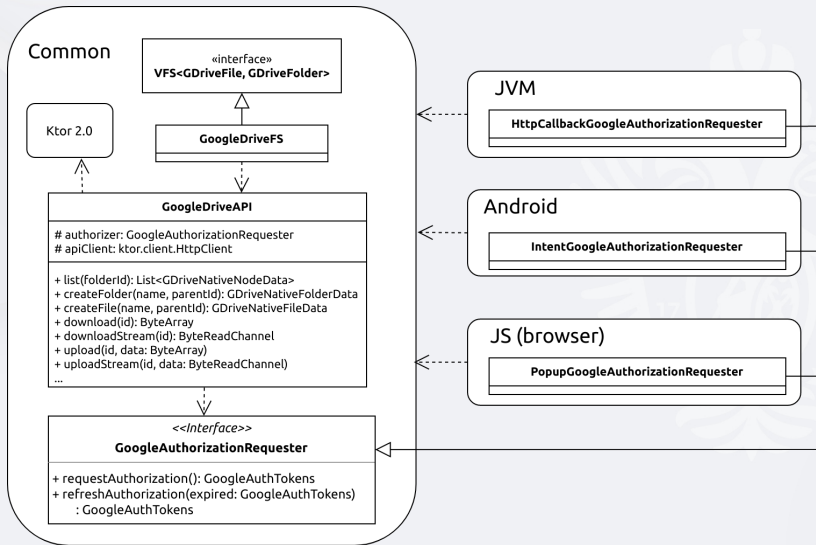 Common
«interface»
VFS<GDriveFile, GDriveFolder>
Ktor 2.0
GoogleDriveFS
GoogleDriveAPI
# authorizer: GoogleAuthorizationRequester
# apiClient: ktor.client.HttpClient
+ list(folderId): List<GDriveNativeNodeData>
+ createFolder(name, parentId): GDriveNativeFolderData
+ createFile(name, parentId): GDriveNativeFileData
+ download(id): ByteArray
+ downloadStream(id): ByteReadChannel
+ upload(id, data: ByteArray)
+ uploadStream(id, data: ByteReadChannel)
...
<<Interface>>
GoogleAuthorizationRequester
+ requestAuthorization(): GoogleAuthTokens
+ refreshAuthorization(expired: GoogleAuthTokens)
: GoogleAuthTokens
JVM
HttpCallbackGoogleAuthorizationRequester
Android
IntentGoogleAuthorizationRequester
JS (browser)
PopupGoogleAuthorizationRequester